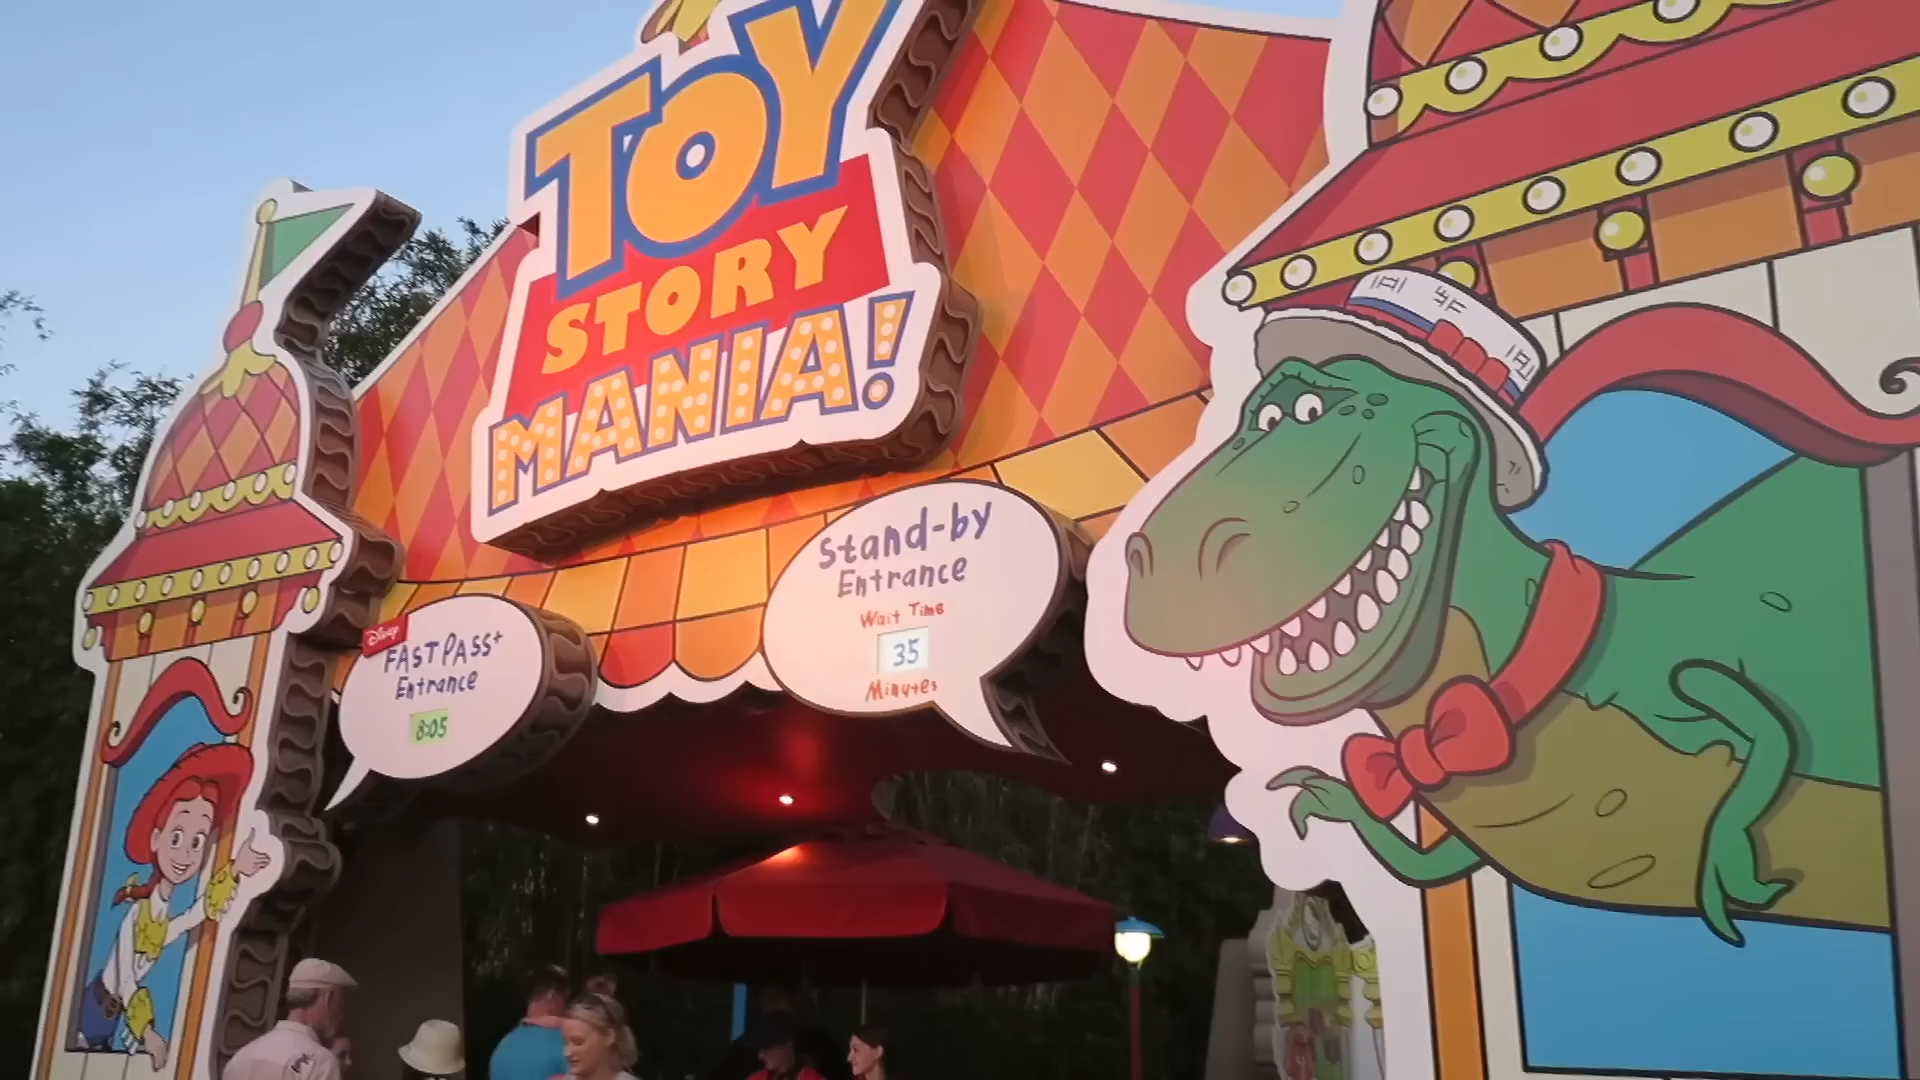 TOY
STORY
MANIA!
Stand-by
Entrance
Wait Time
35
Minutes
Disney
FASTPASS+
Entrance
8:05